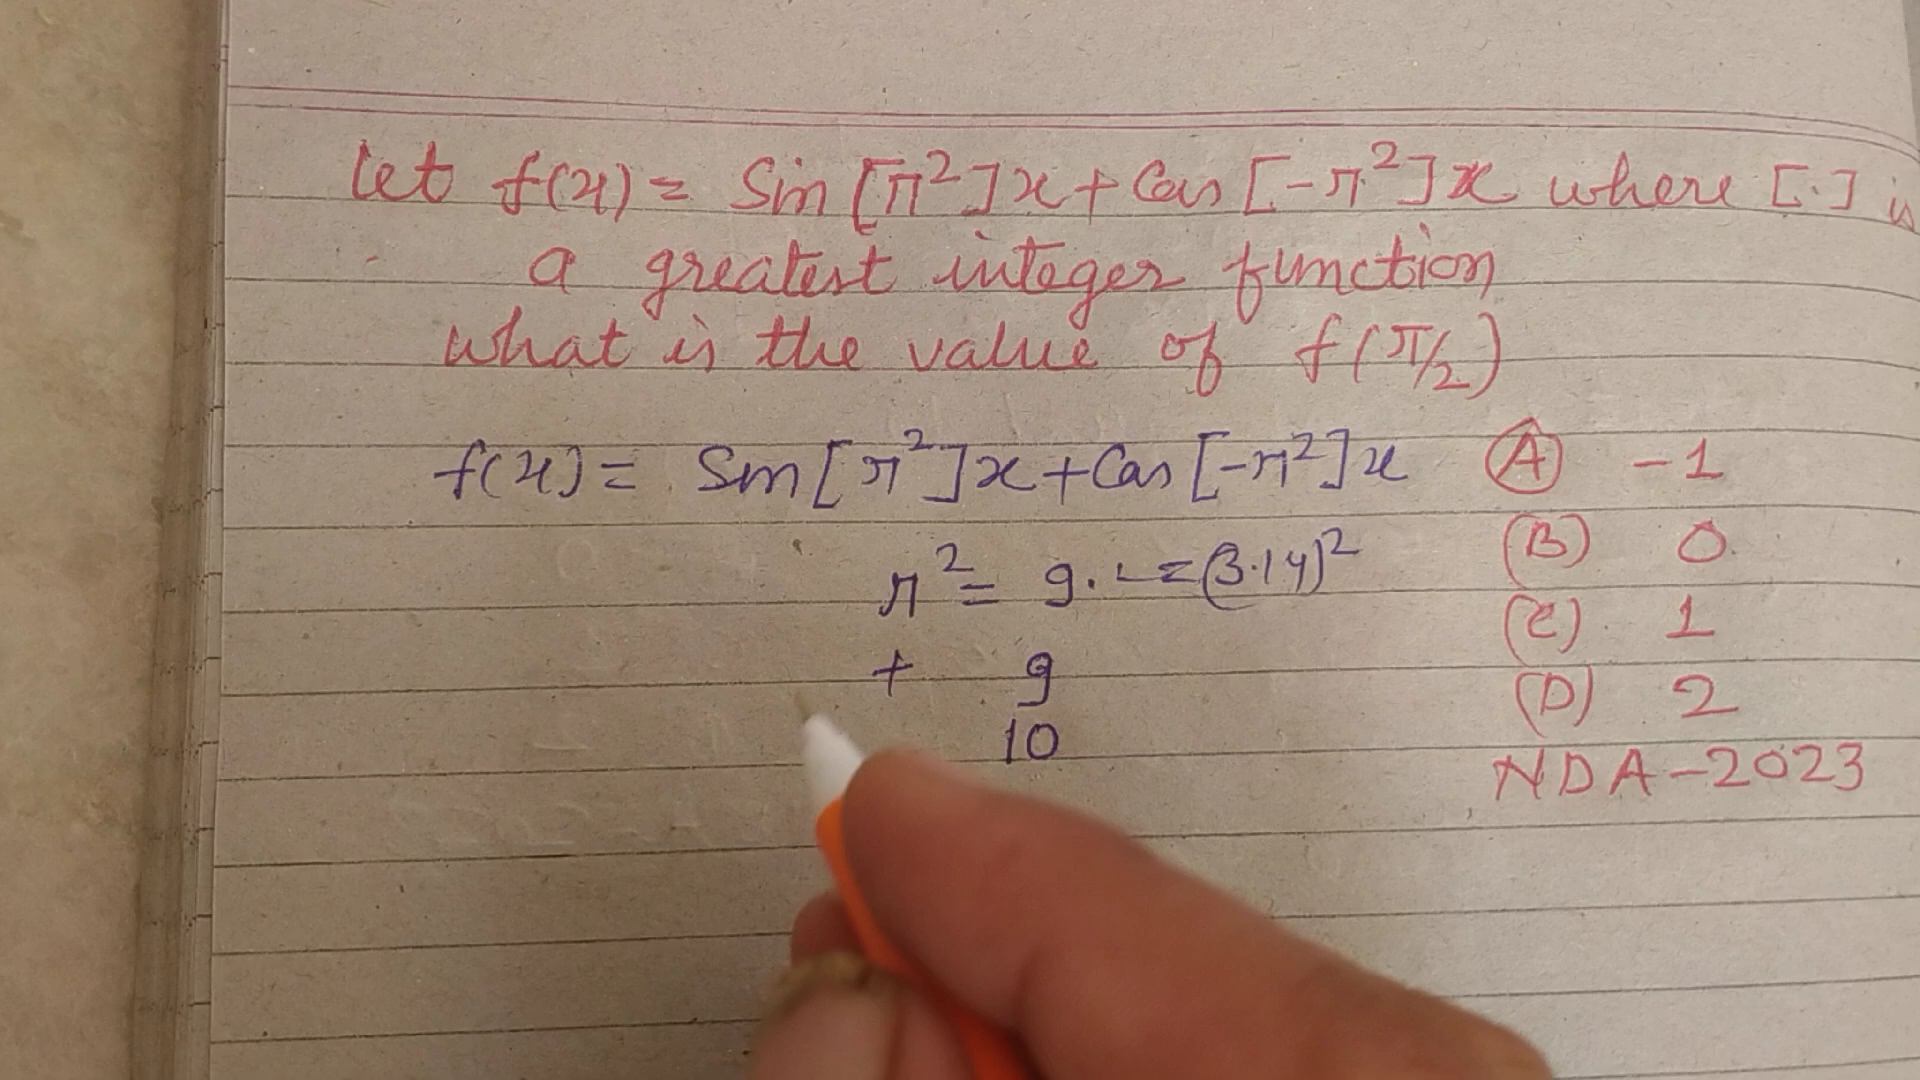 Let f(x) = Sin [π²]x + Cos [-π²]x where [.] is
a greatest integer function
what is the value of f(π/2)
f(x) = Sin [π²]x + Cos [-π²]x (A) -1
(B) 0
π² = 9. = (3.14)²
(C) 1
+ 9
(D) 2
10
NDA-2023